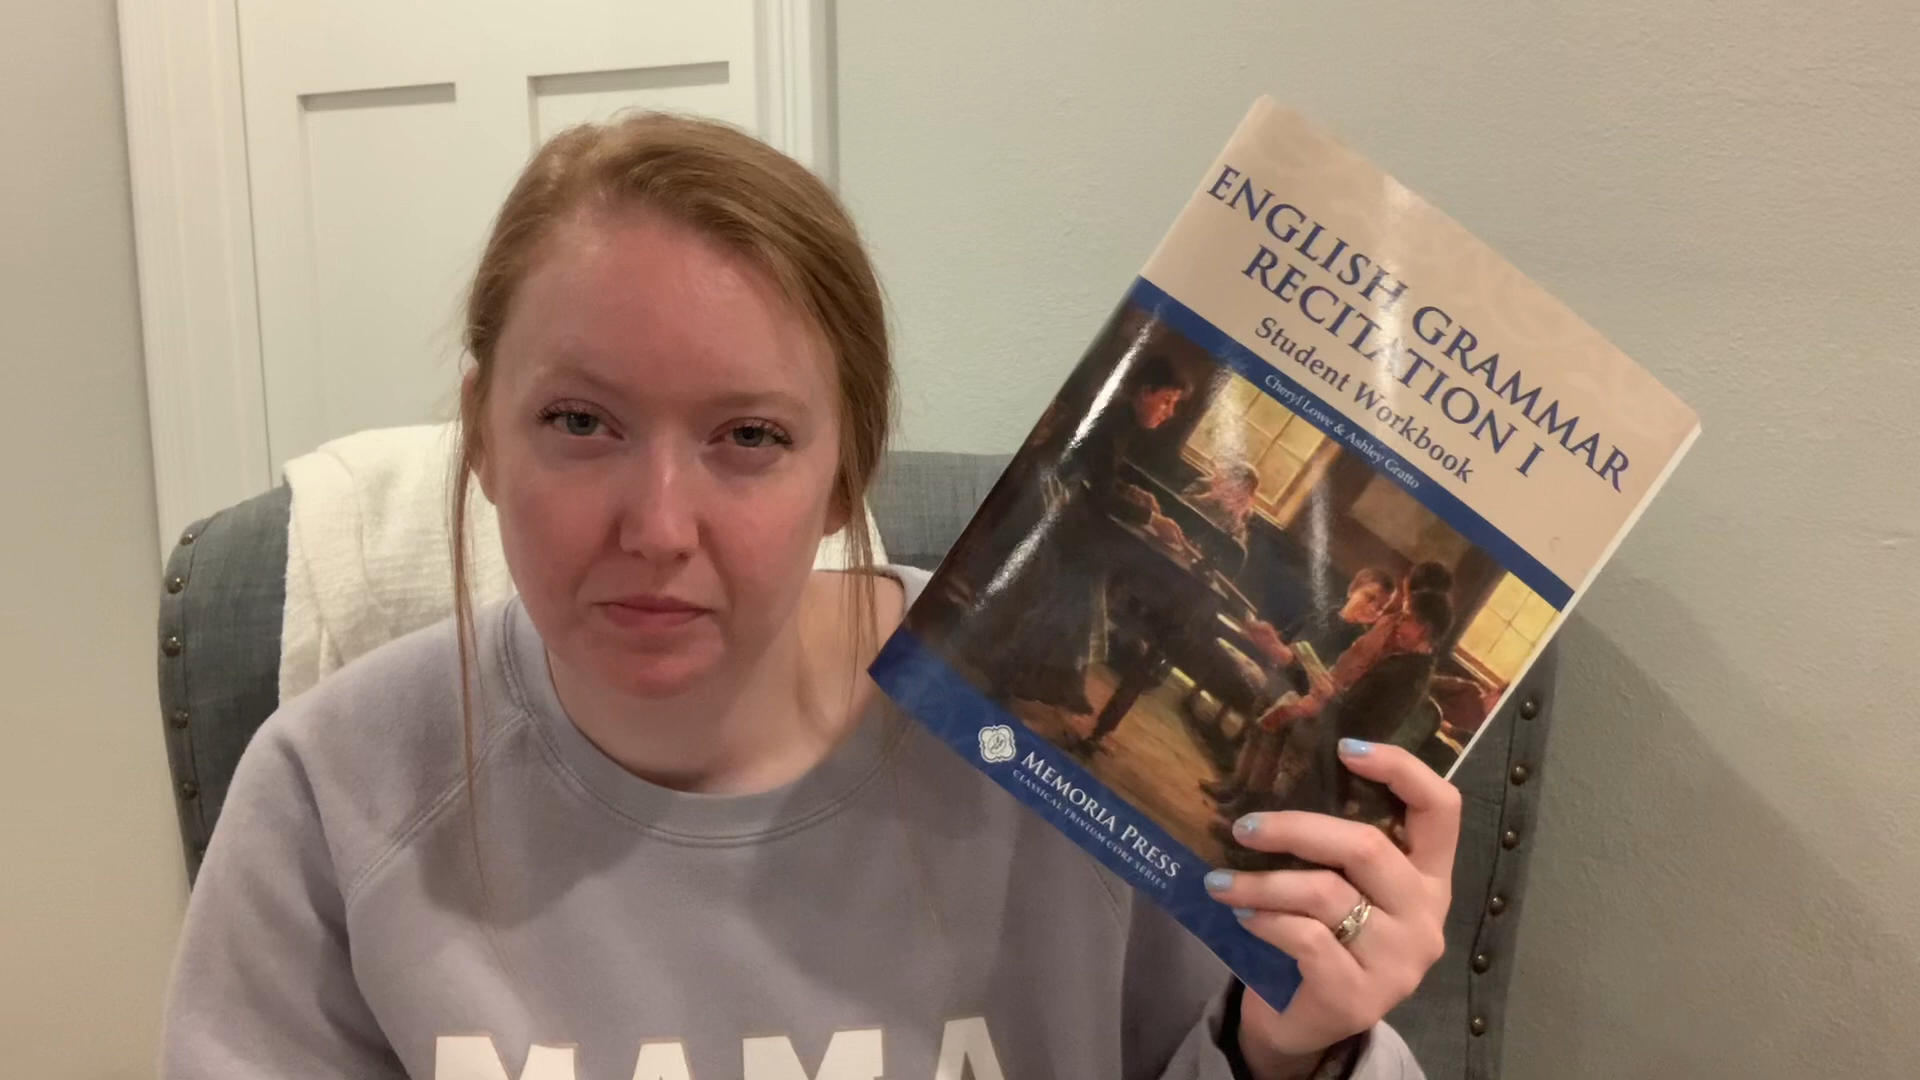 ENGLISH GRAMMAR
RECITATION I
Student Workbook
Cheryl Lowe & Ashley Gratto
MEMORIA PRESS
CLASSICAL TRIVIUM CORE SERIES
MAMA